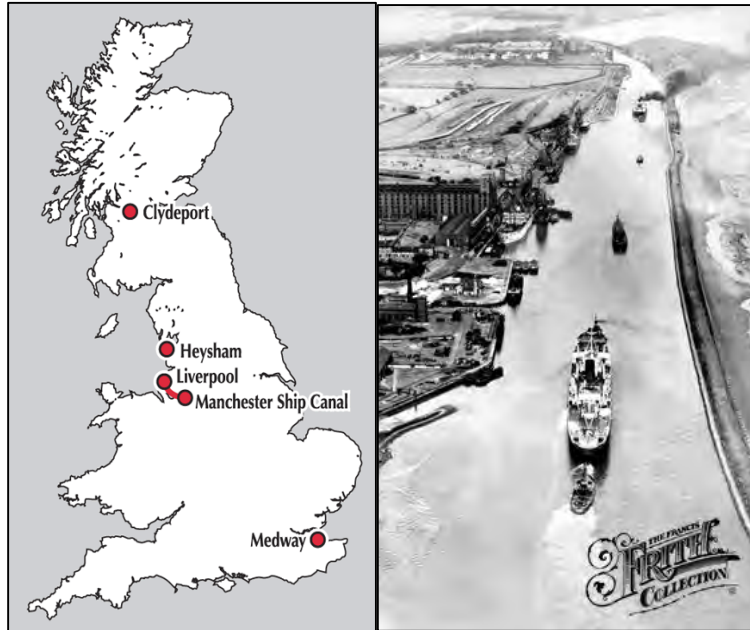 Clydeport
Heysham
Liverpool
Manchester Ship Canal
Medway
THE FRANCIS
FRITH
COLLECTION